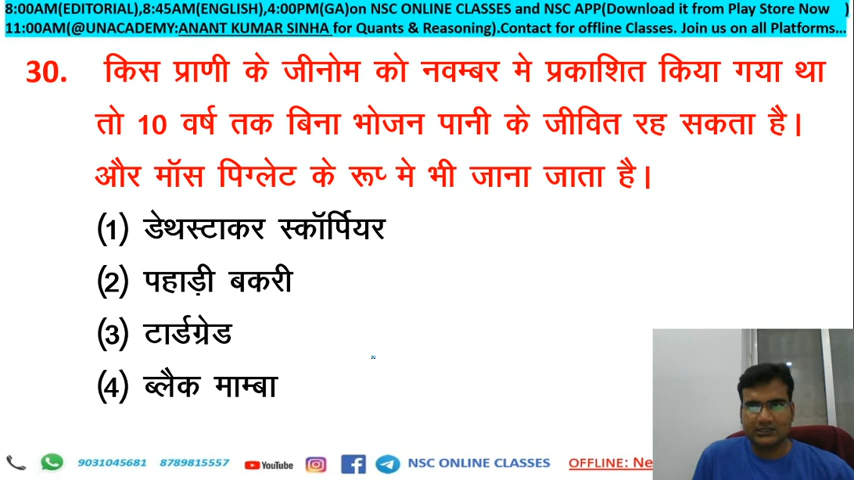 8:00AM(EDITORIAL),8:45AM(ENGLISH),4:00PM(GA)on NSC ONLINE CLASSES and NSC APP(Download it from Play Store Now )
11:00AM(@UNACADEMY:ANANT KUMAR SINHA for Quants & Reasoning).Contact for offline Classes. Join us on all Platforms...
30. किस प्राणी के जीनोम को नवम्बर मे प्रकाशित किया गया था
तो 10 वर्ष तक बिना भोजन पानी के जीवित रह सकता है।
और मॉस पिग्लेट के रूप मे भी जाना जाता है।
(1) डेथस्टाकर स्कॉर्पियर
(2) पहाड़ी बकरी
(3) टार्डग्रेड
(4) ब्लैक माम्बा
9031045681 8789815557 YouTube NSC ONLINE CLASSES OFFLINE: Ne